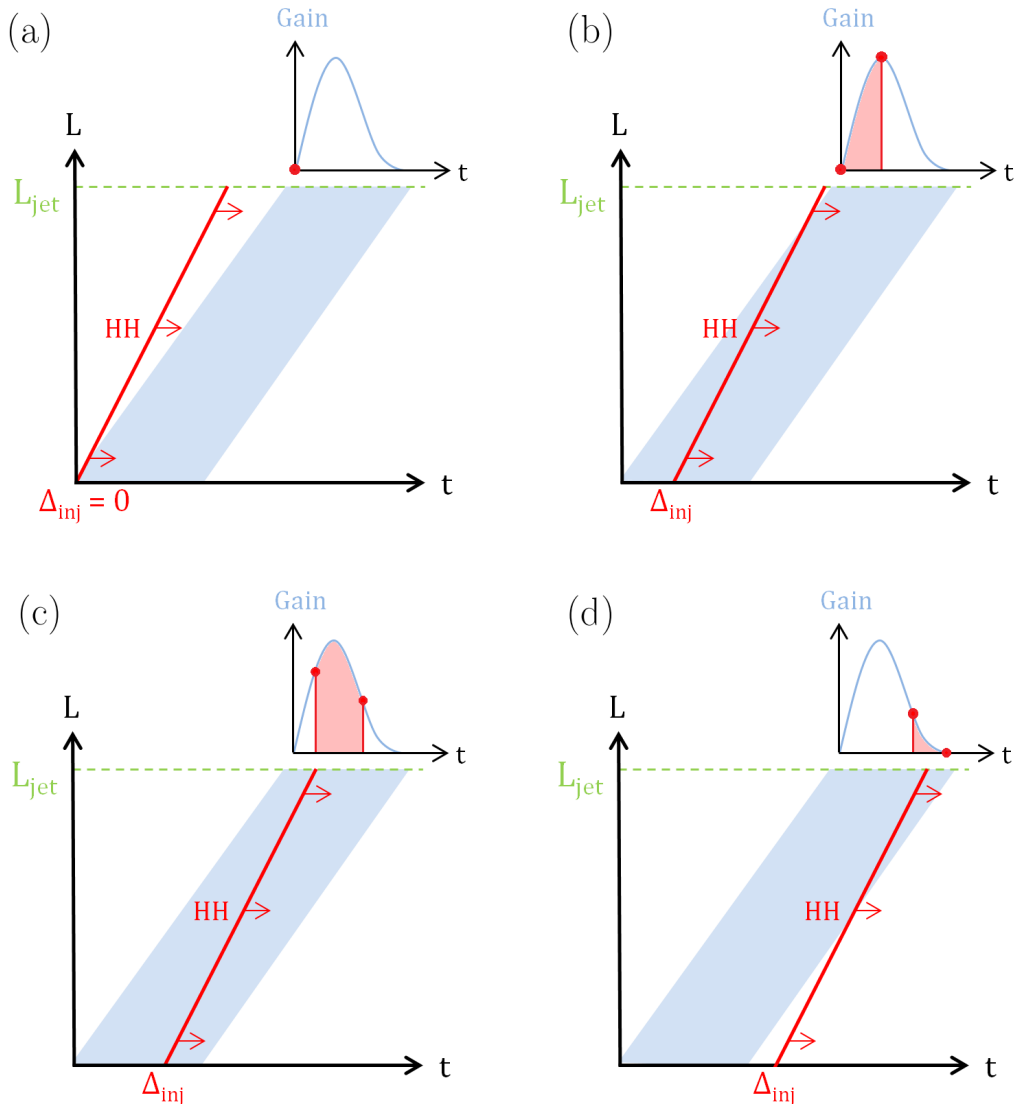 (a)
Gain
t
L
L_jet
HH
t
Δ_inj = 0
(b)
Gain
t
L
L_jet
HH
t
Δ_inj
(c)
Gain
t
L
L_jet
HH
t
Δ_inj
(d)
Gain
t
L
L_jet
HH
t
Δ_inj